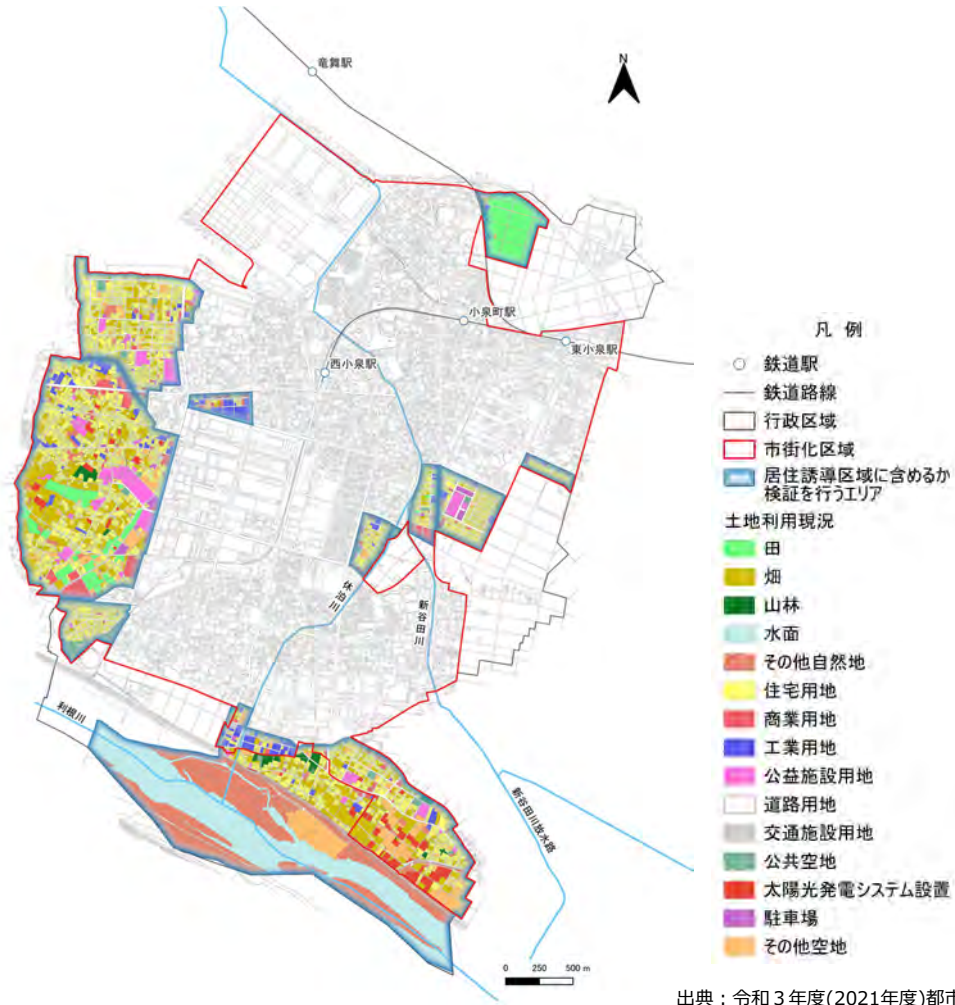 竜舞駅
N
小泉町駅
東小泉駅
西小泉駅
休泊川
新谷田川
利根川
新谷田川放水路
0 250 500 m
凡 例
鉄道駅
鉄道路線
行政区域
市街化区域
居住誘導区域に含めるか
検証を行うエリア
土地利用現況
田
畑
山林
水面
その他自然地
住宅用地
商業用地
工業用地
公益施設用地
道路用地
交通施設用地
公共空地
太陽光発電システム設置
駐車場
その他空地
出典：令和３年度(2021年度)都市